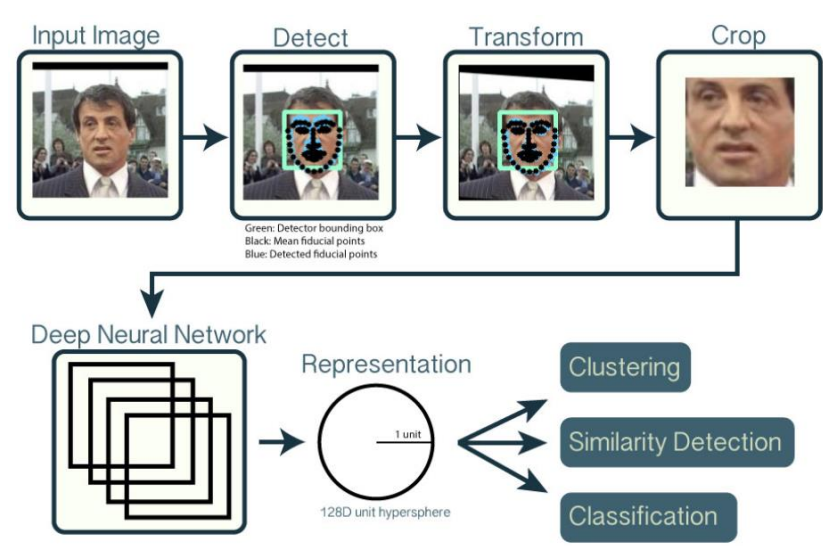 Input Image
Detect
Transform
Crop
Green: Detector bounding box
Black: Mean fiducial points
Blue: Detected fiducial points
Deep Neural Network
Representation
1 unit
128D unit hypersphere
Clustering
Similarity Detection
Classification